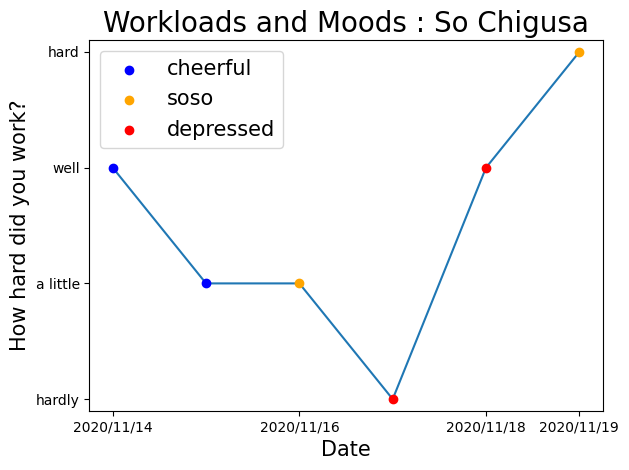 Workloads and Moods : So Chigusa
hard
cheerful
soso
depressed
well
a little
hardly
How hard did you work?
2020/11/14
2020/11/16
2020/11/18
2020/11/19
Date